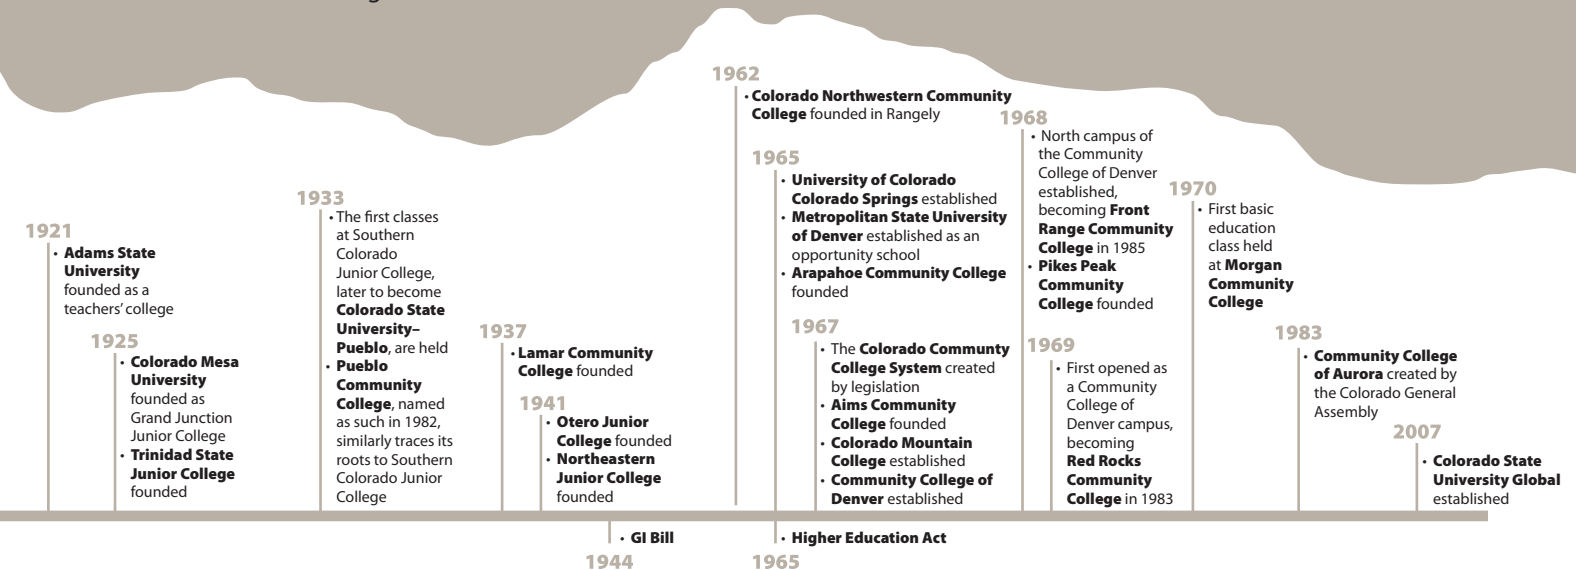 1921
• Adams State
University
founded as a
teachers’ college
1925
• Colorado Mesa
University
founded as
Grand Junction
Junior College
• Trinidad State
Junior College
founded
1933
• The first classes
at Southern
Colorado
Junior College,
later to become
Colorado State
University–
Pueblo, are held
• Pueblo
Community
College, named
as such in 1982,
similarly traces its
roots to Southern
Colorado Junior
College
1937
• Lamar Community
College founded
1941
• Otero Junior
College founded
• Northeastern
Junior College
founded
1962
• Colorado Northwestern Community
College founded in Rangely
1965
• University of Colorado
Colorado Springs established
• Metropolitan State University
of Denver established as an
opportunity school
• Arapahoe Community College
founded
1967
• The Colorado Communty
College System created
by legislation
• Aims Community
College founded
• Colorado Mountain
College established
• Community College of
Denver established
1968
• North campus of
the Community
College of Denver
established,
becoming Front
Range Community
College in 1985
• Pikes Peak
Community
College founded
1969
• First opened as
a Community
College of
Denver campus,
becoming
Red Rocks
Community
College in 1983
1970
• First basic
education
class held
at Morgan
Community
College
1983
• Community College
of Aurora created by
the Colorado General
Assembly
2007
• Colorado State
University Global
established
• GI Bill
1944
• Higher Education Act
1965